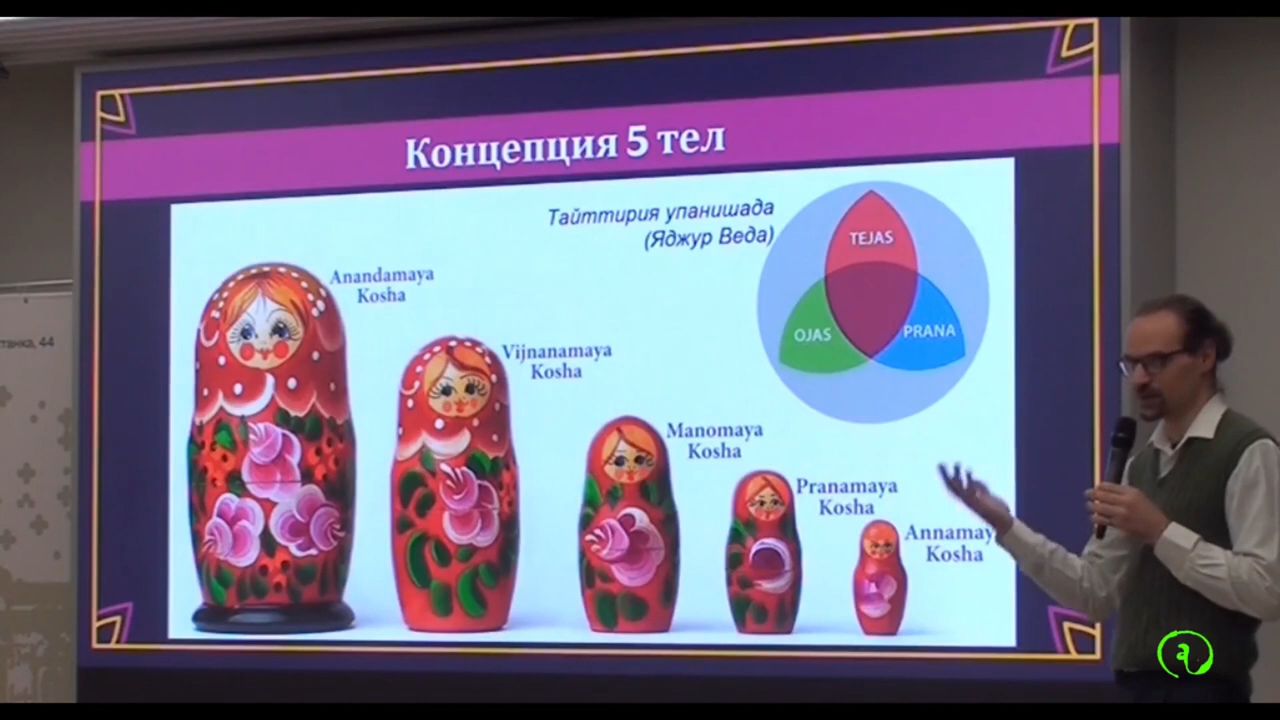 Концепция 5 тел
Тайттирия упанишада
(Яджур Веда)
TEJAS
OJAS
PRANA
Anandamaya
Kosha
Vijnanamaya
Kosha
Manomaya
Kosha
Pranamaya
Kosha
Annamay
Kosha
танка, 44